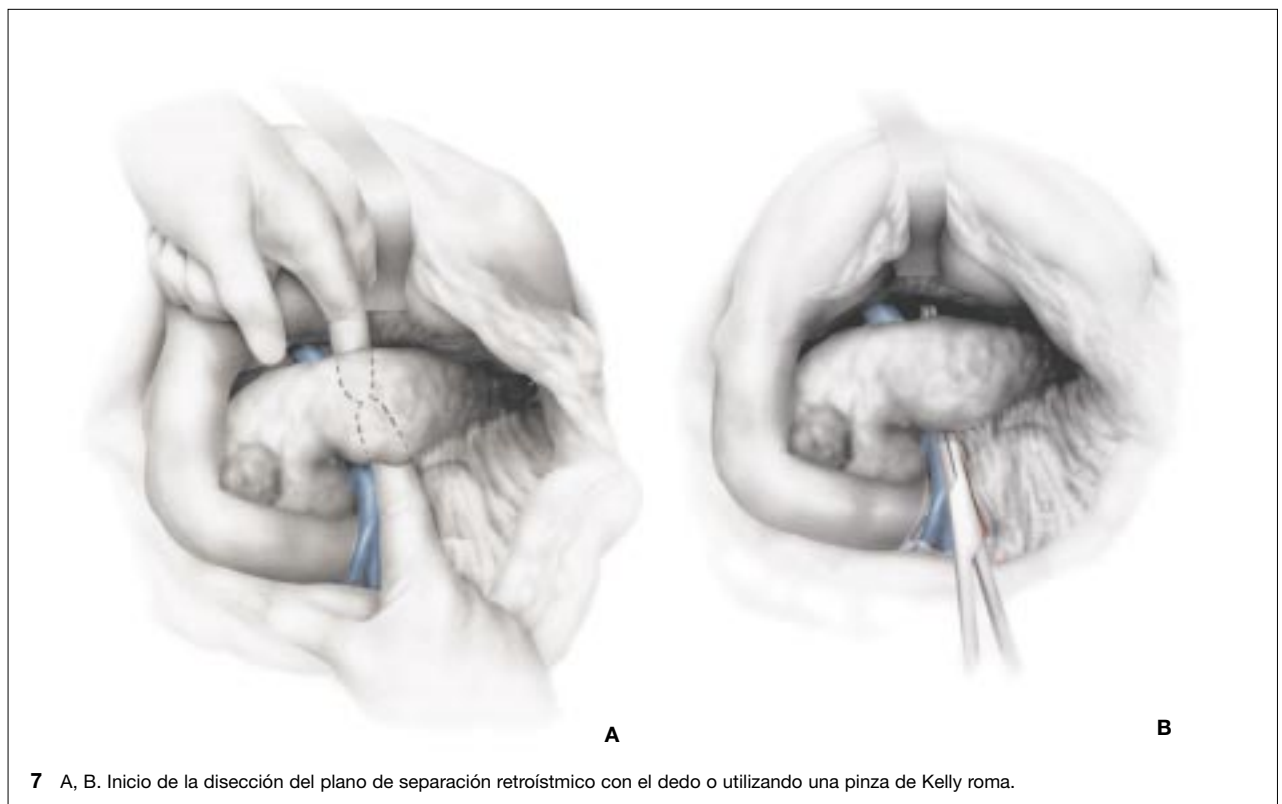 A
B
7 A, B. Inicio de la disección del plano de separación retroístmico con el dedo o utilizando una pinza de Kelly roma.